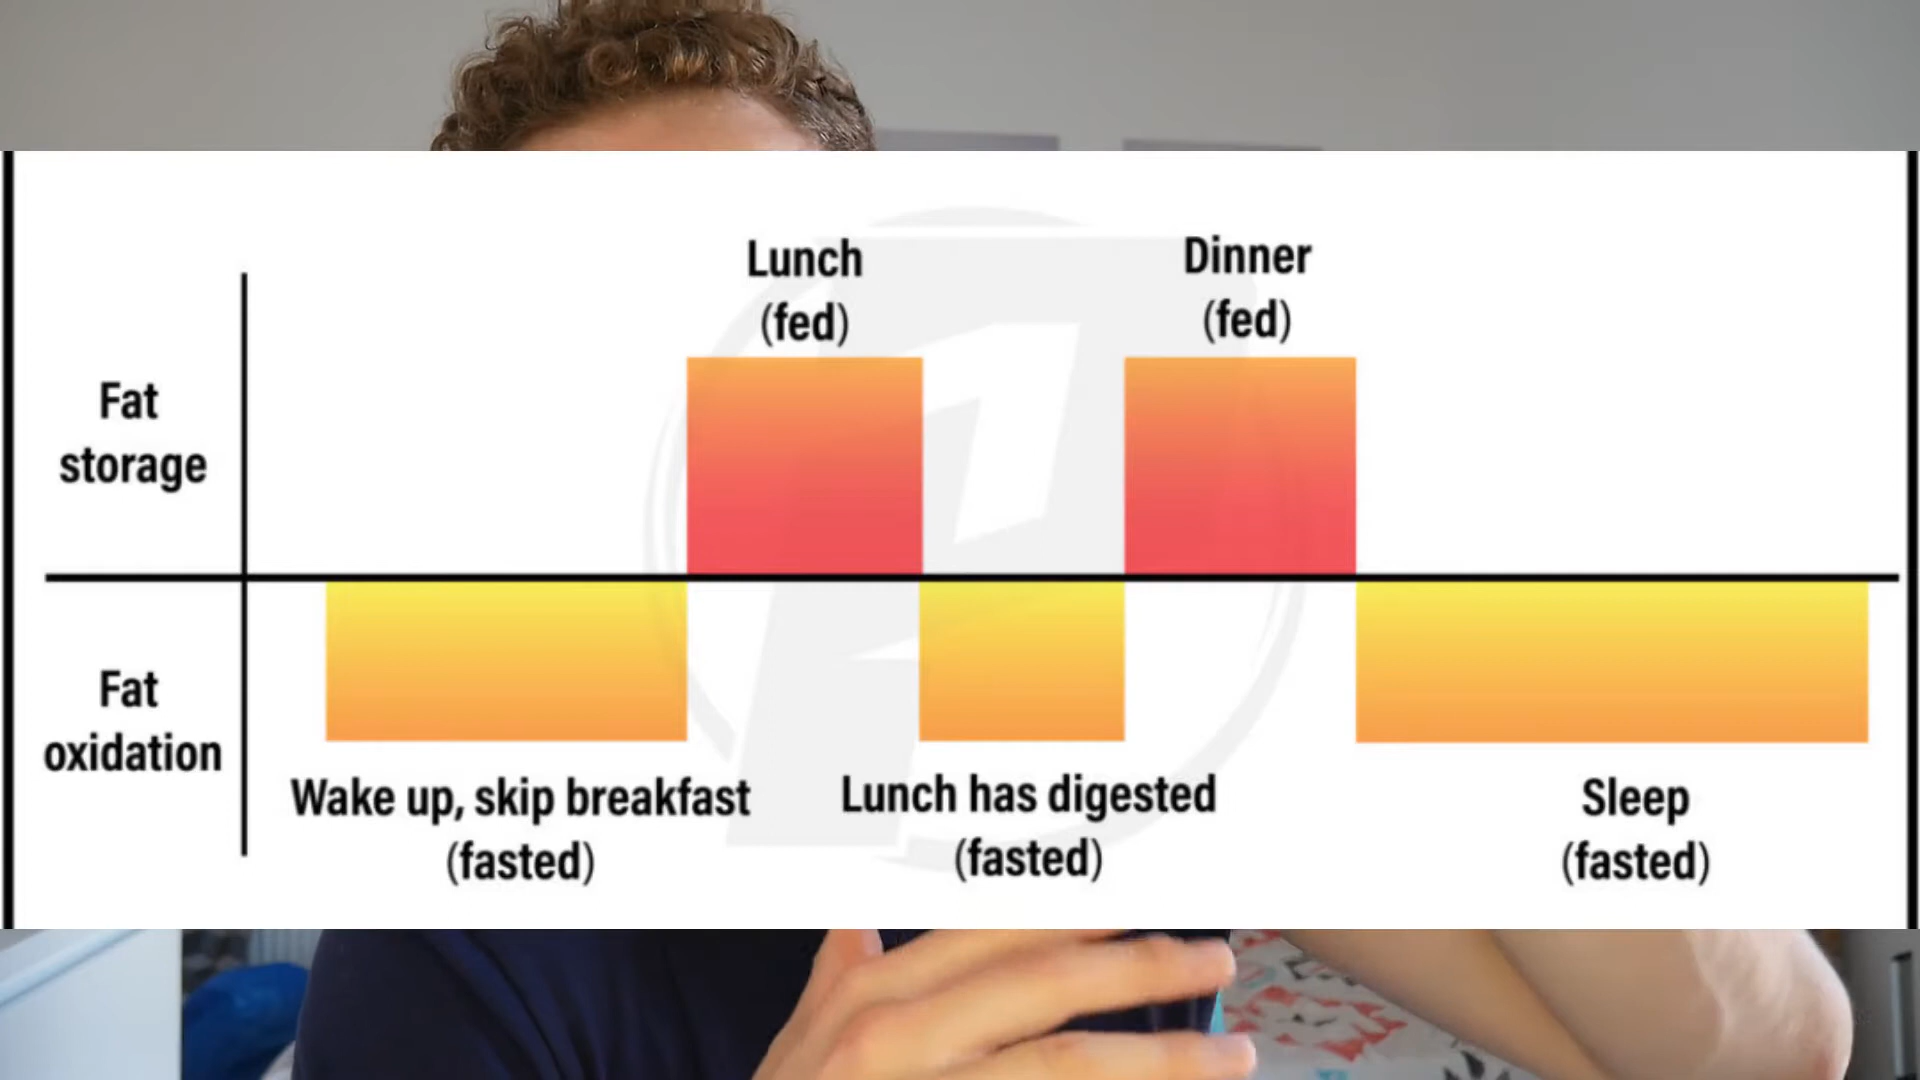 Lunch
(fed)
Dinner
(fed)
Fat
storage
Fat
oxidation
Wake up, skip breakfast
(fasted)
Lunch has digested
(fasted)
Sleep
(fasted)